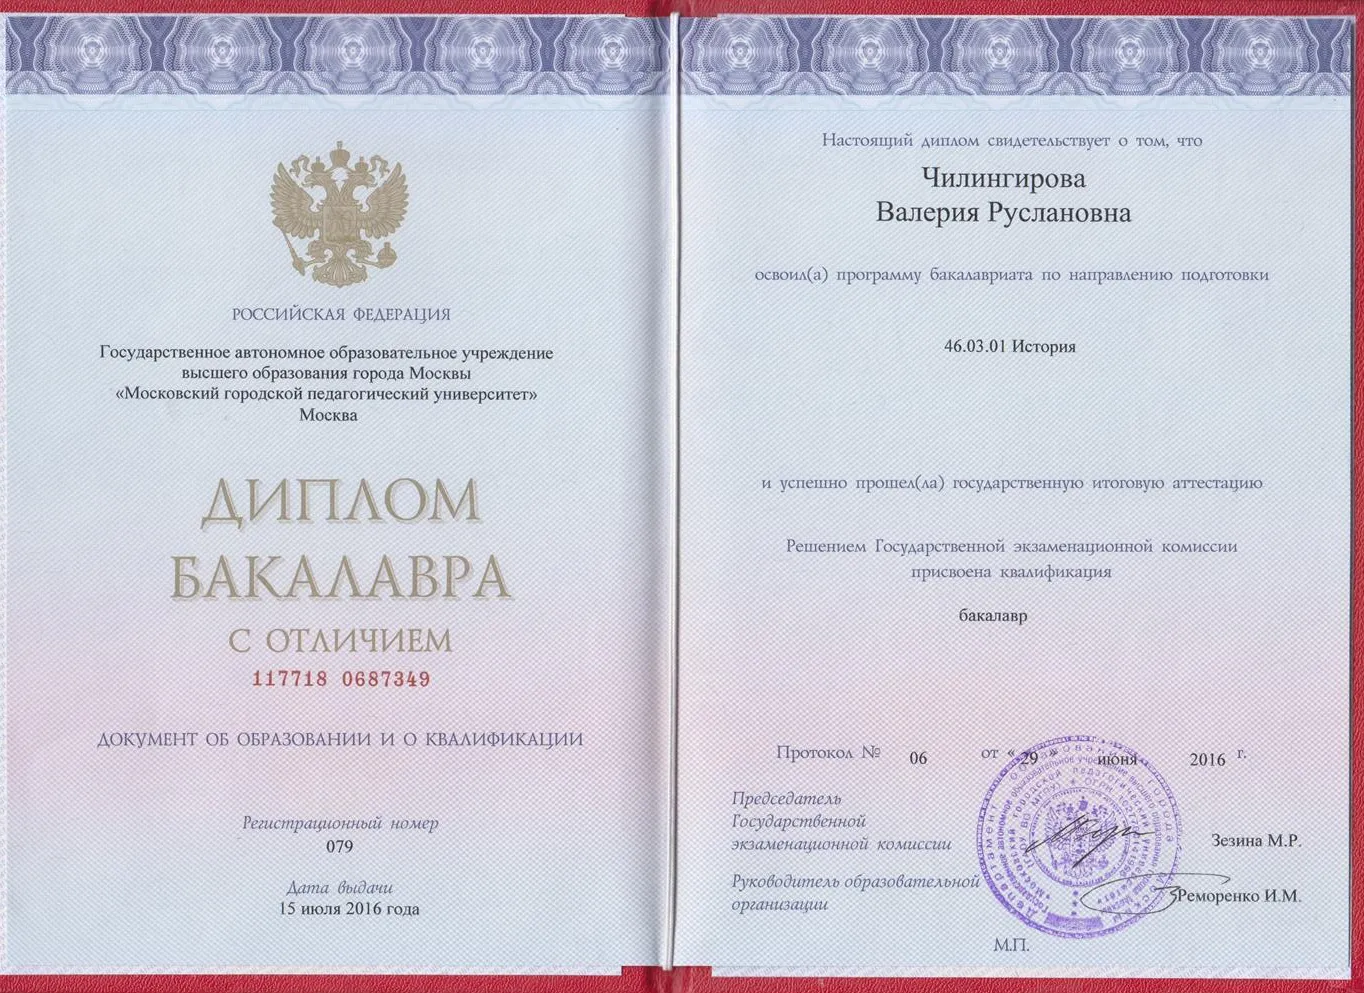 РОССИЙСКАЯ ФЕДЕРАЦИЯ
Государственное автономное образовательное учреждение
высшего образования города Москвы
«Московский городской педагогический университет»
Москва
ДИПЛОМ
БАКАЛАВРА
С ОТЛИЧИЕМ
117718 0687349
ДОКУМЕНТ ОБ ОБРАЗОВАНИИ И О КВАЛИФИКАЦИИ
Регистрационный номер
079
Дата выдачи
15 июля 2016 года
Настоящий диплом свидетельствует о том, что
Чилингирова
Валерия Руслановна
освоил(а) программу бакалавриата по направлению подготовки
46.03.01 История
и успешно прошел(ла) государственную итоговую аттестацию
Решением Государственной экзаменационной комиссии
присвоена квалификация
бакалавр
Протокол № 06 от « 29 » июня 2016 г.
Председатель
Государственной
экзаменационной комиссии Зезина М.Р.
Руководитель образовательной
организации Реморенко И.М.
М.П.